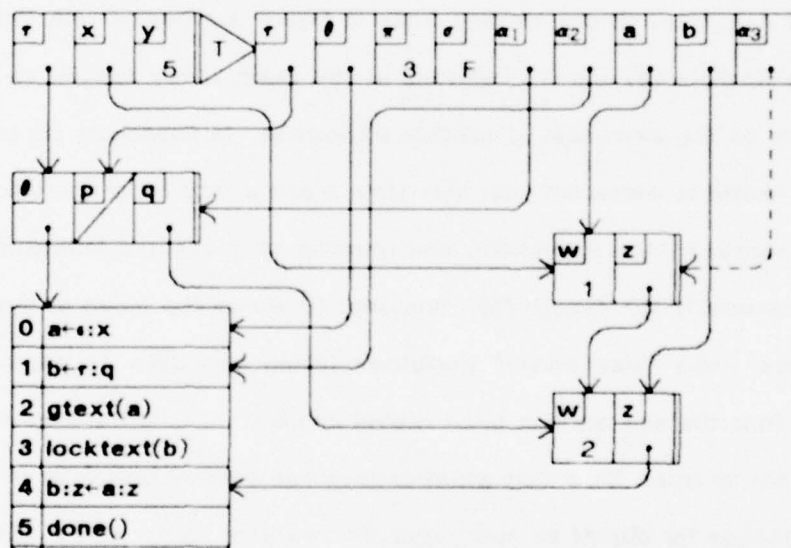 τ x y 5 T τ θ π σ α1 α2 a b α3 3 F
θ p q
w z 1
0 a←ε:x
1 b←τ:q
2 gtext(a)
w z 2
3 locktext(b)
4 b:z←a:z
5 done()